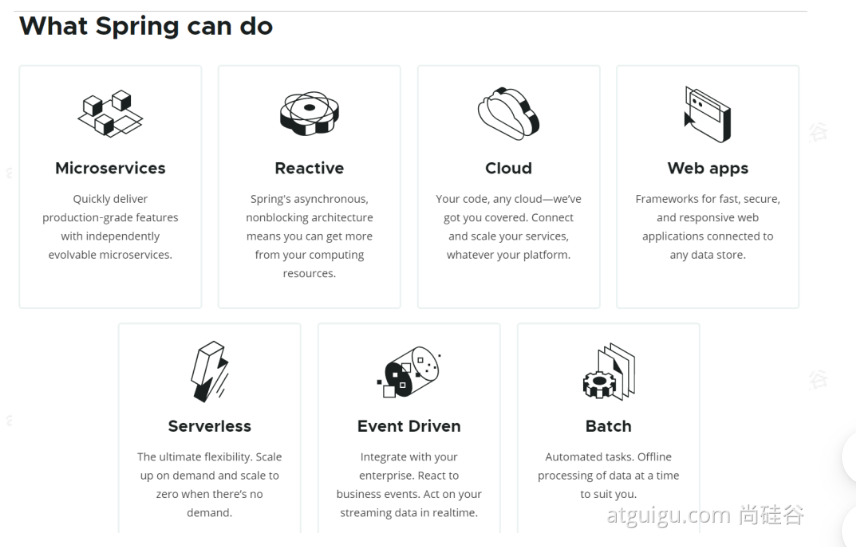 What Spring can do
Microservices
Quickly deliver
production-grade features
with independently
evolvable microservices.
Reactive
Spring's asynchronous,
nonblocking architecture
means you can get more
from your computing
resources.
Cloud
Your code, any cloud—we've
got you covered. Connect
and scale your services,
whatever your platform.
Web apps
Frameworks for fast, secure,
and responsive web
applications connected to
any data store.
Serverless
The ultimate flexibility. Scale
up on demand and scale to
zero when there's no
demand.
Event Driven
Integrate with your
enterprise. React to
business events. Act on your
streaming data in realtime.
Batch
Automated tasks. Offline
processing of data at a time
to suit you.
atguigu.com 尚硅谷
谷
谷